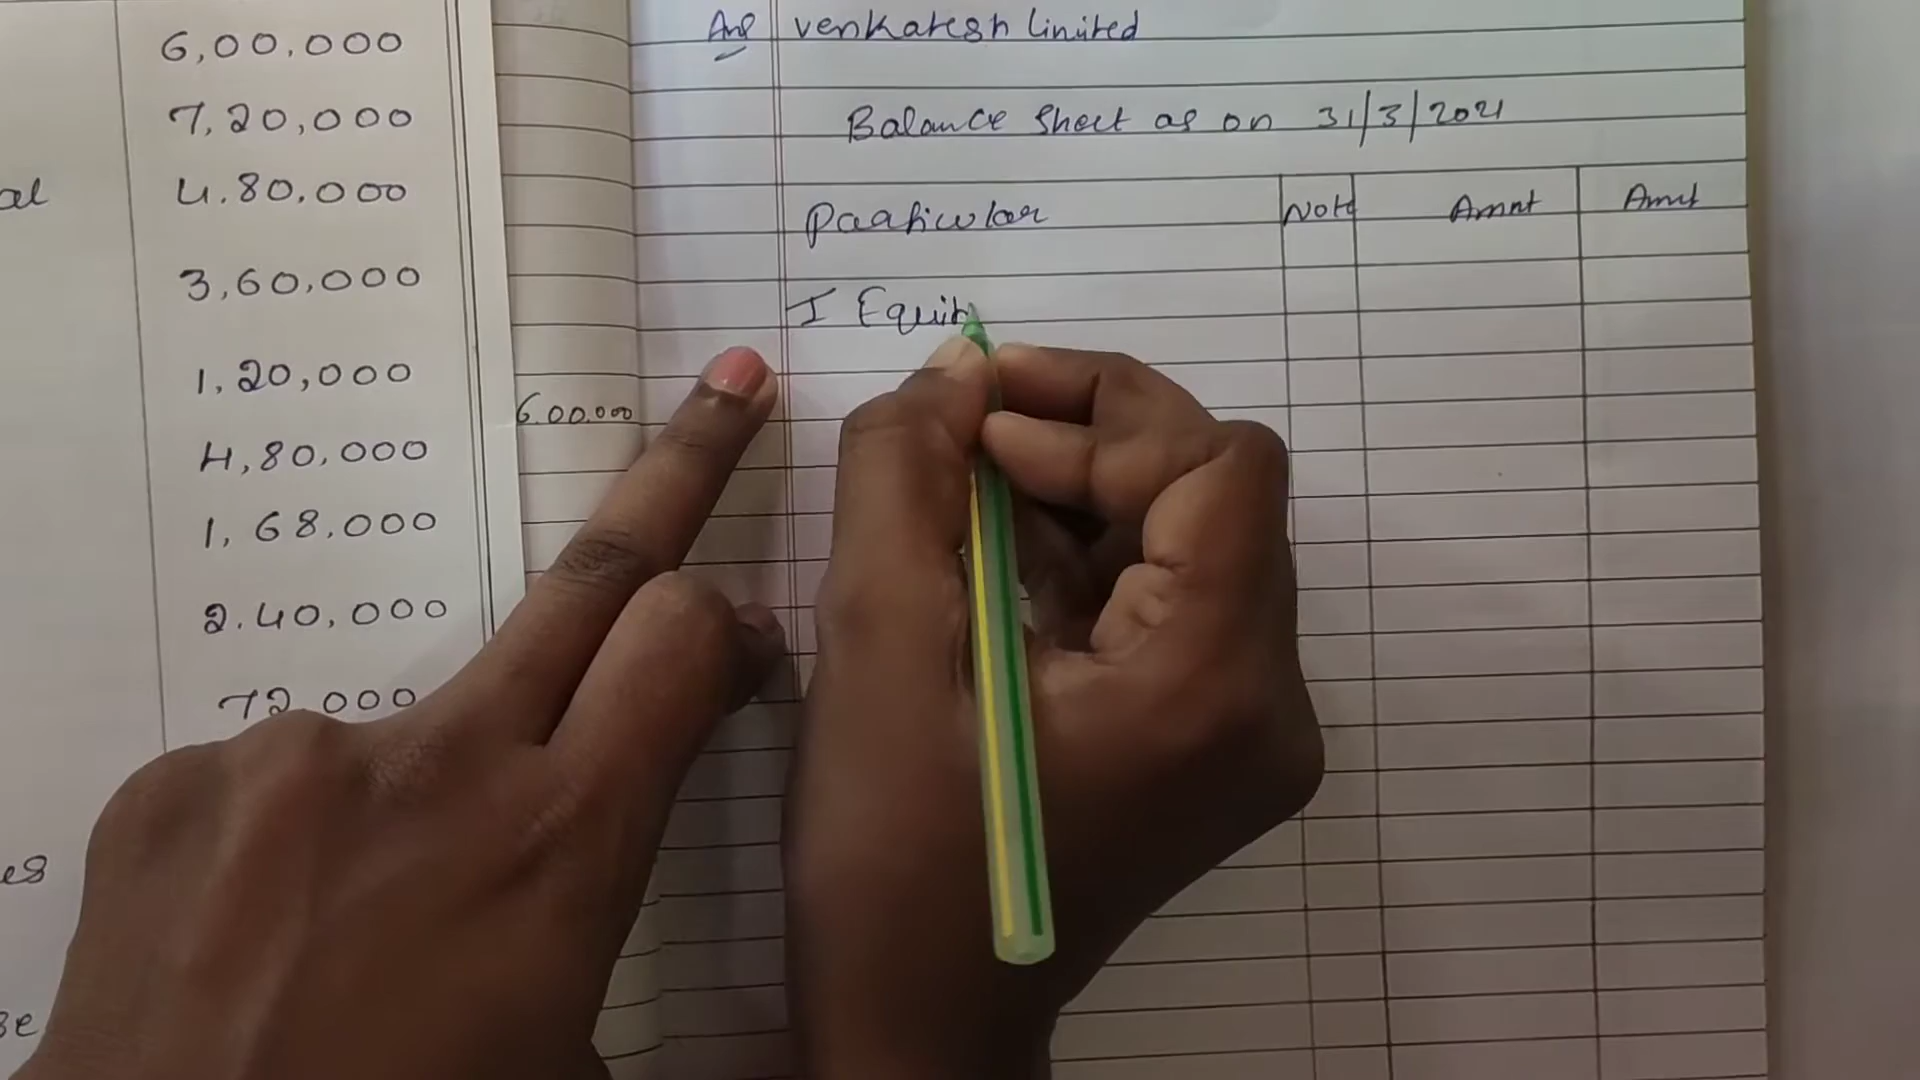 6,00,000
7,20,000
al 4.80,000
3,60,000
1,20,000
4,80,000
1,68,000
2.40,000
72,000
es
se
6.00.000
Ans venkatesh limited
Balance Sheet as on 31/3/2021
Particular Note Amnt Amt
I Equit